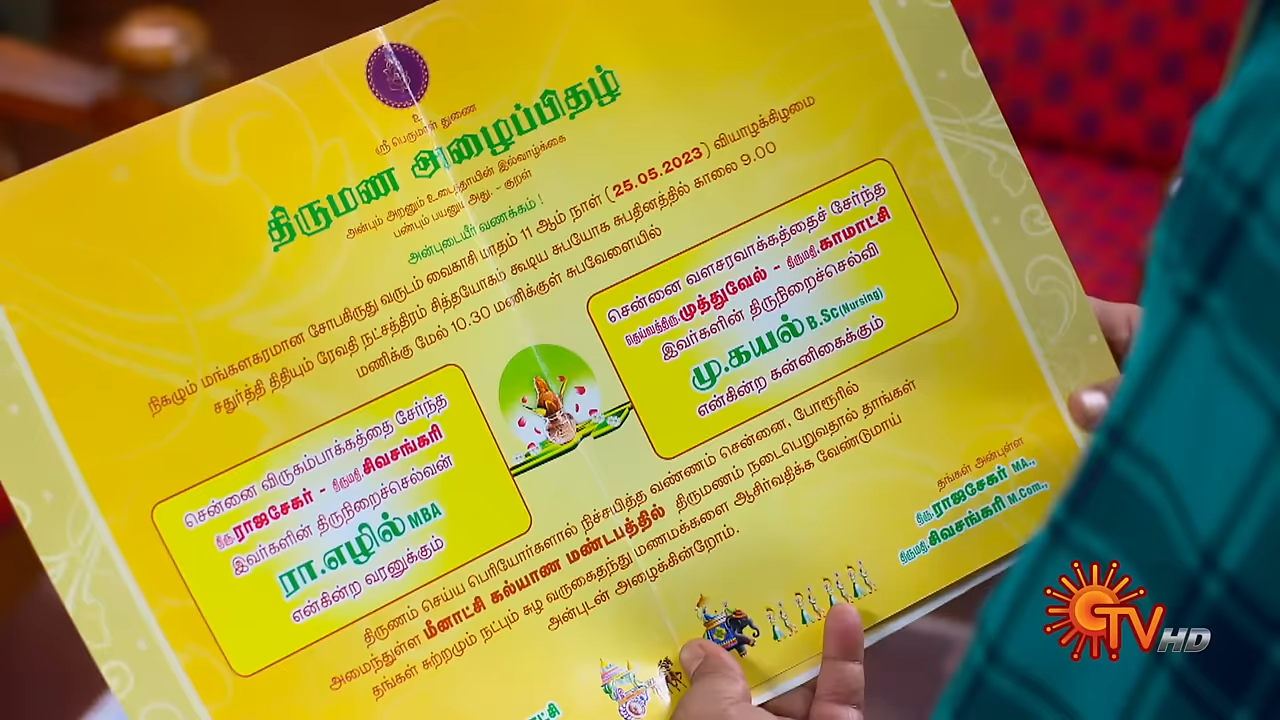 உ
ஸ்ரீ பெருமாள் துணை
திருமண அழைப்பிதழ்
அன்பும் அறனும் உடைத்தாயின் இல்வாழ்க்கை
பண்பும் பயனும் அது. - குறள்
அன்புடையீர் வணக்கம் !
நிகழும் மங்களகரமான சோபகிருது வருடம் வைகாசி மாதம் 11 ஆம் நாள் (25.05.2023) வியாழக்கிழமை
சதுர்த்தி திதியும் ரேவதி நட்சத்திரம் சித்தயோகம் கூடிய சுபயோக சுபதினத்தில் காலை 9.00
மணிக்கு மேல் 10.30 மணிக்குள் சுபவேளையில்
சென்னை விருகம்பாக்கத்தை சேர்ந்த
திரு.ராஜசேகர் - திருமதி.சிவசங்கரி
இவர்களின் திருநிறைச்செல்வன்
ரா.எழில் MBA
என்கின்ற வரனுக்கும்
சென்னை வளசரவாக்கத்தைச் சேர்ந்த
தெய்வத்திரு.முத்துவேல் - திருமதி.காமாட்சி
இவர்களின் திருநிறைச்செல்வி
மு.கயல் B.SC(Nursing)
என்கின்ற கன்னிகைக்கும்
திருணம் செய்ய பெரியோர்களால் நிச்சயித்த வண்ணம் சென்னை, போரூரில்
அமைந்துள்ள மீனாட்சி கல்யாண மண்டபத்தில் திருமணம் நடைபெறுவதால் தாங்கள்
தங்கள் சுற்றமும் நட்பும் சூழ வருகைதந்து மணமக்களை ஆசிர்வதிக்க வேண்டுமாய்
அன்புடன் அழைக்கின்றோம்.
தங்கள் அன்புள்ள
திரு.ராஜசேகர் MA.,
திருமதி.சிவசங்கரி M.Com.,
TV HD